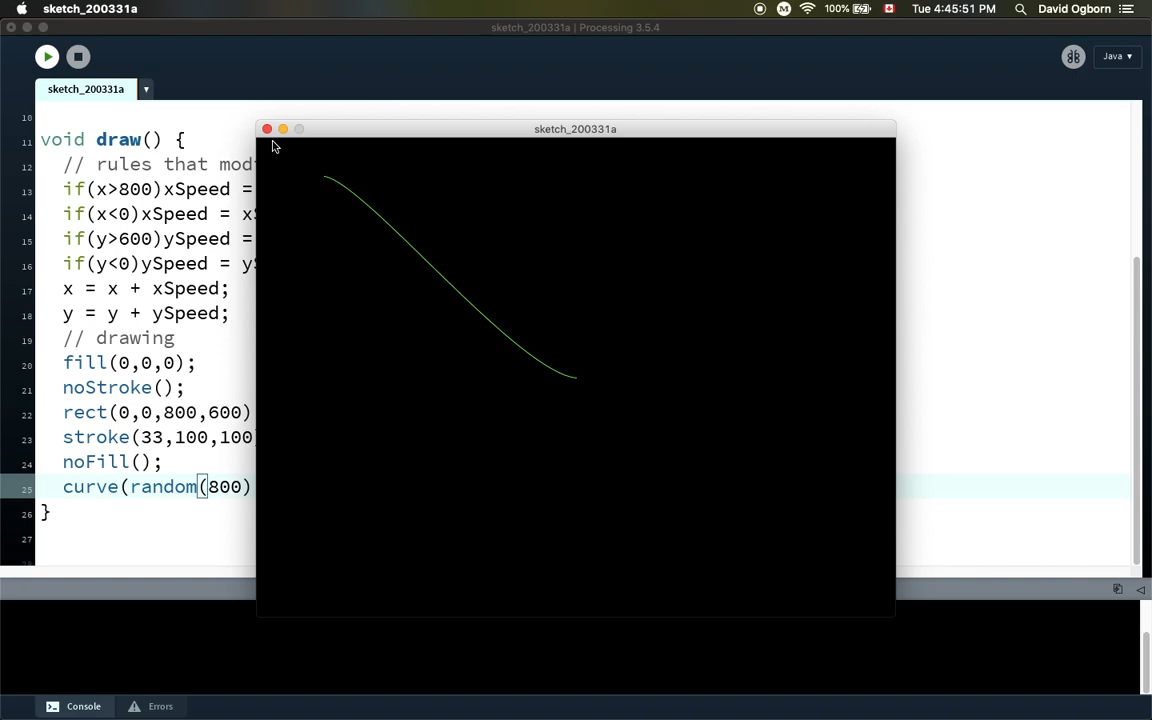 sketch_200331a
100%
Tue 4:45:51 PM
David Ogborn
sketch_200331a | Processing 3.5.4
Java ▾
sketch_200331a
sketch_200331a
10
11 void draw() {
12 // rules that mod
13 if(x>800)xSpeed =
14 if(x<0)xSpeed = x
15 if(y>600)ySpeed =
16 if(y<0)ySpeed = y
17 x = x + xSpeed;
18 y = y + ySpeed;
19 // drawing
20 fill(0,0,0);
21 noStroke();
22 rect(0,0,800,600)
23 stroke(33,100,100
24 noFill();
25 curve(random(800)
26 }
27
Console
Errors